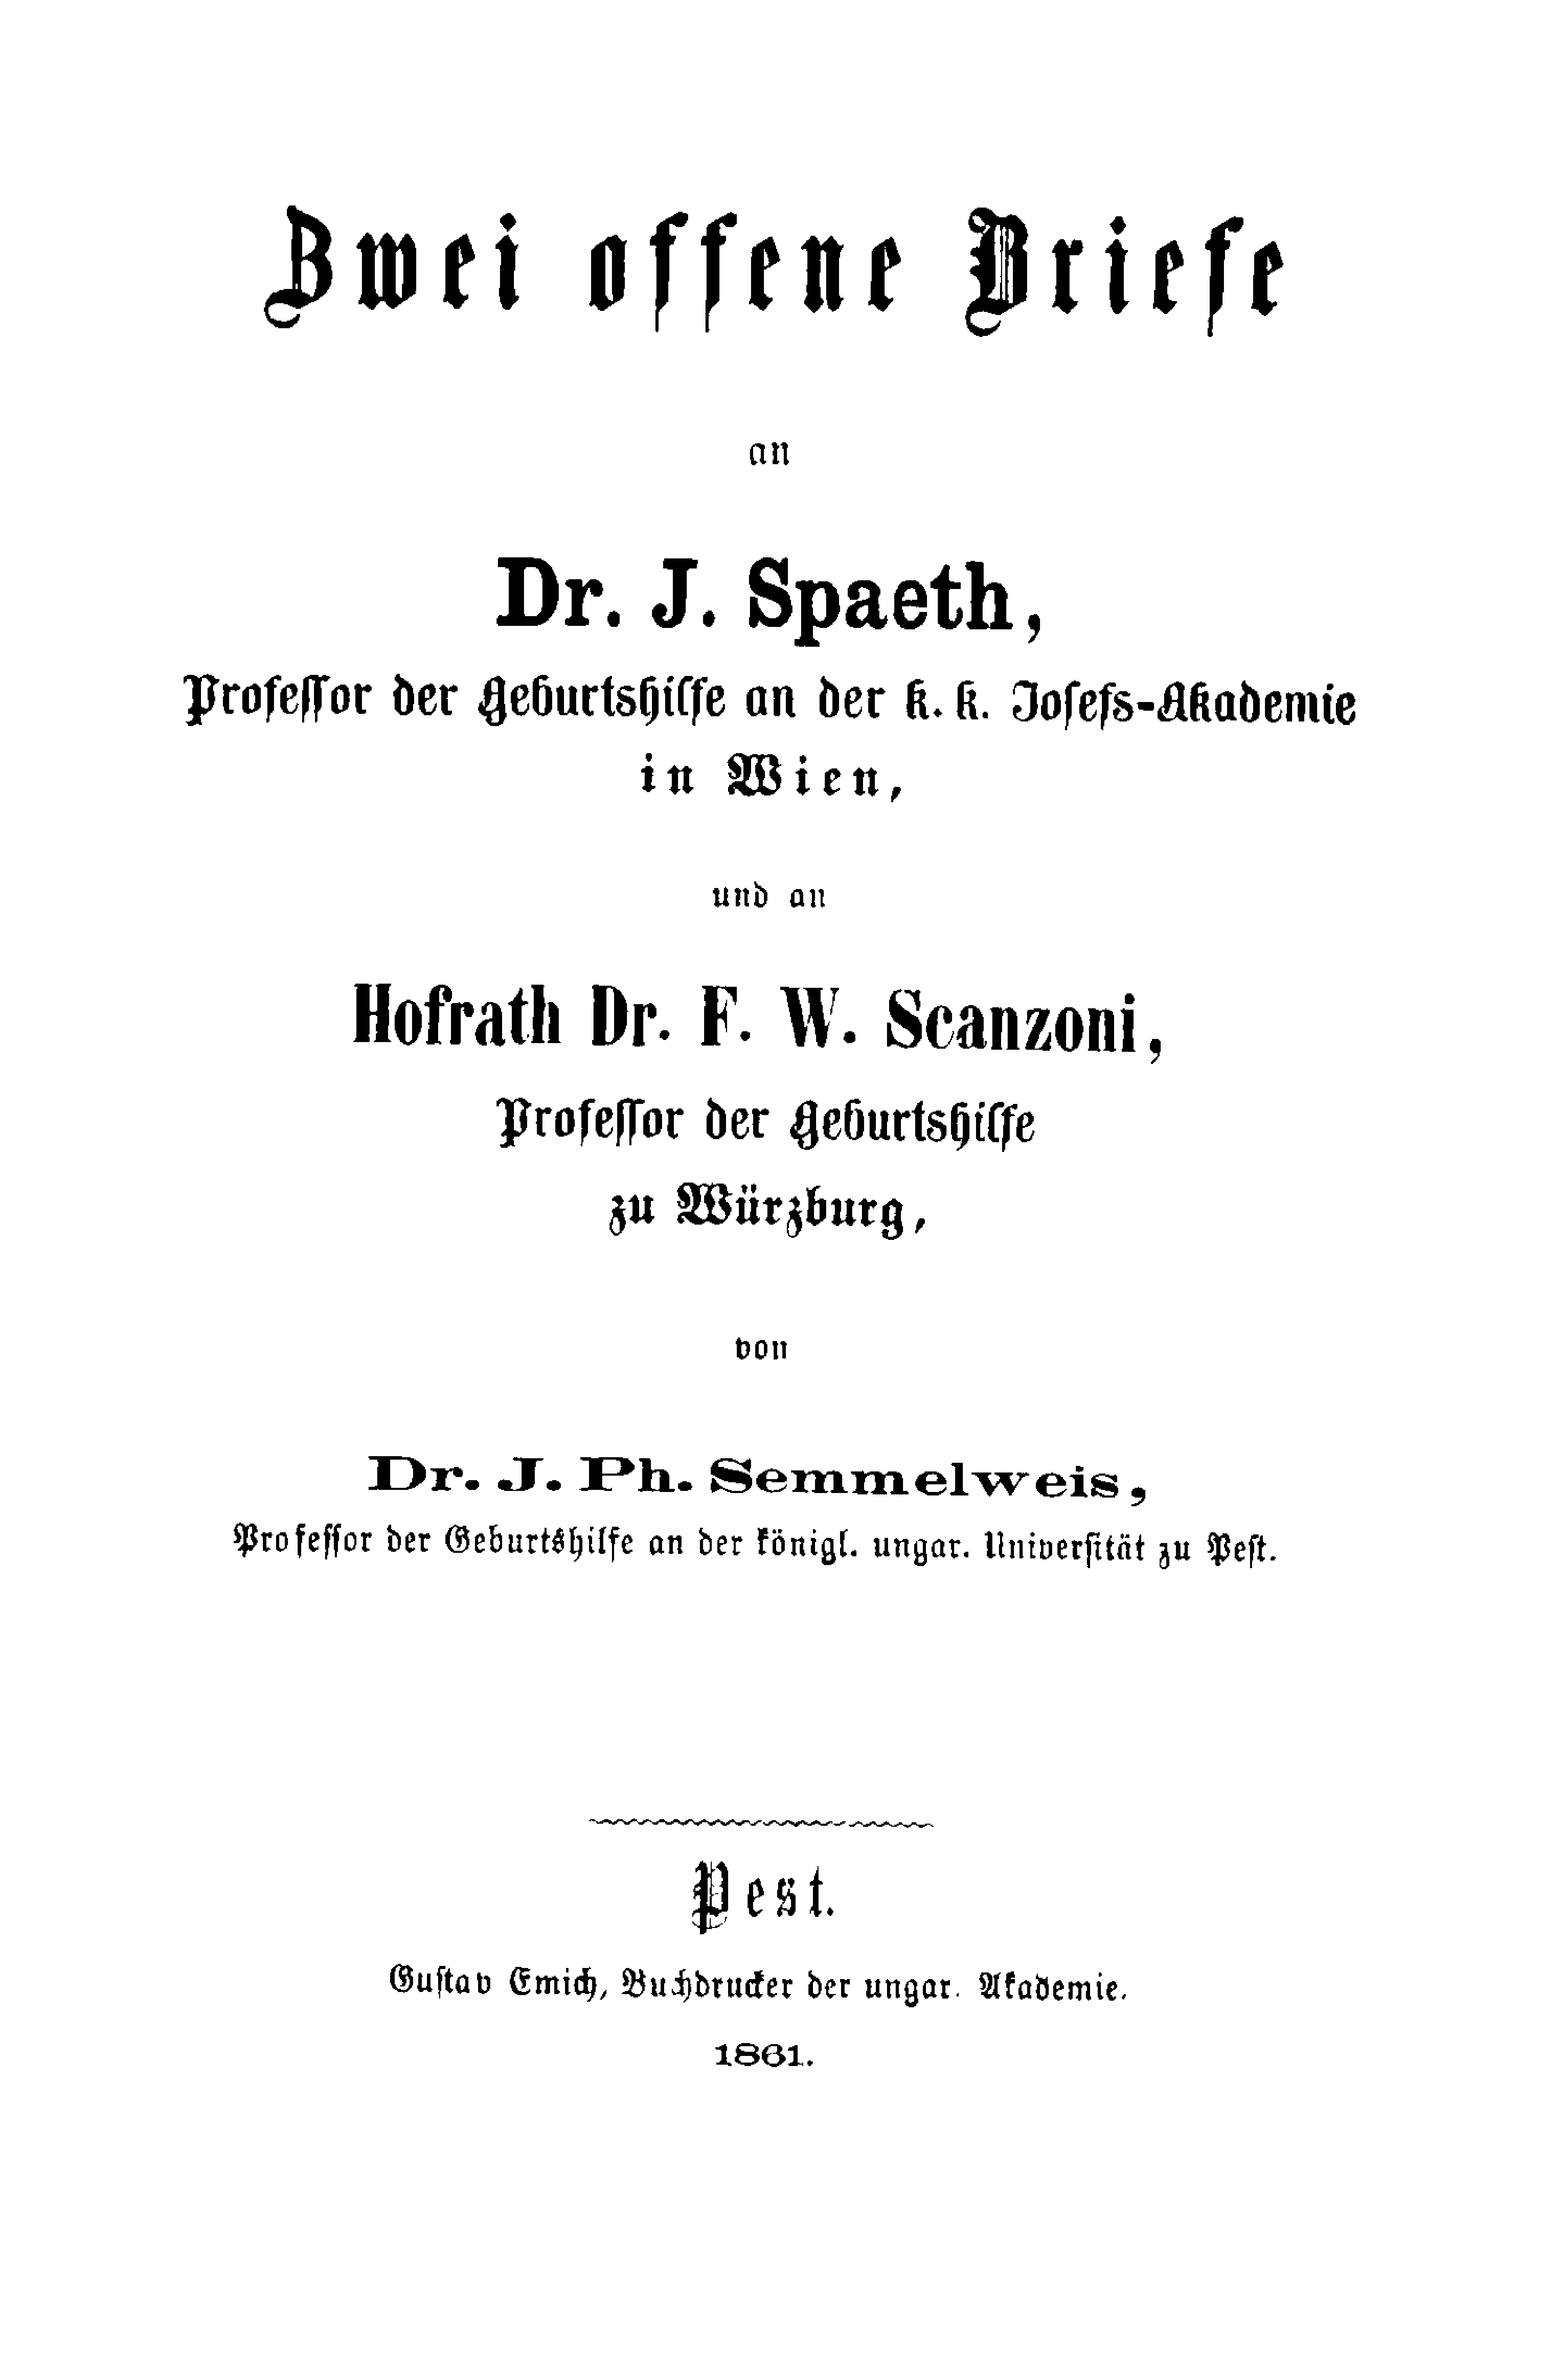 Zwei offene Briefe
an
Dr. J. Spaeth,
Professor der Geburtshilfe an der k. k. Josefs-Akademie
in Wien,
und an
Hofrath Dr. F. W. Scanzoni,
Professor der Geburtshilfe
zu Würzburg,
von
Dr. J. Ph. Semmelweis,
Professor der Geburtshilfe an der königl. ungar. Universität zu Pest.
Pest.
Gustav Emich, Buchdrucker der ungar. Akademie.
1861.